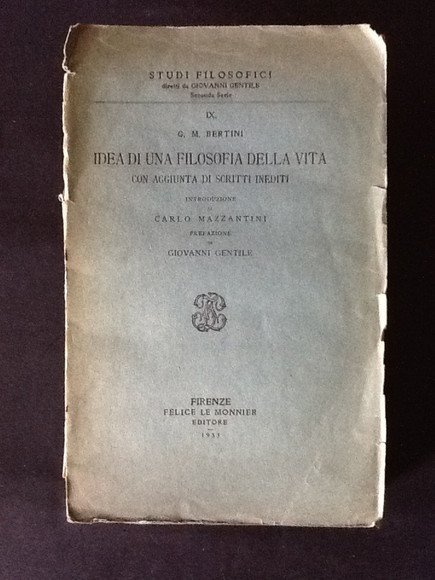 STUDI FILOSOFICI
diretti da GIOVANNI GENTILE
Seconda Serie
IX.
G. M. BERTINI
IDEA DI UNA FILOSOFIA DELLA VITA
CON AGGIUNTA DI SCRITTI INEDITI
INTRODUZIONE
DI
CARLO MAZZANTINI
PREFAZIONE
DI
GIOVANNI GENTILE
FIRENZE
FELICE LE MONNIER
EDITORE
1933